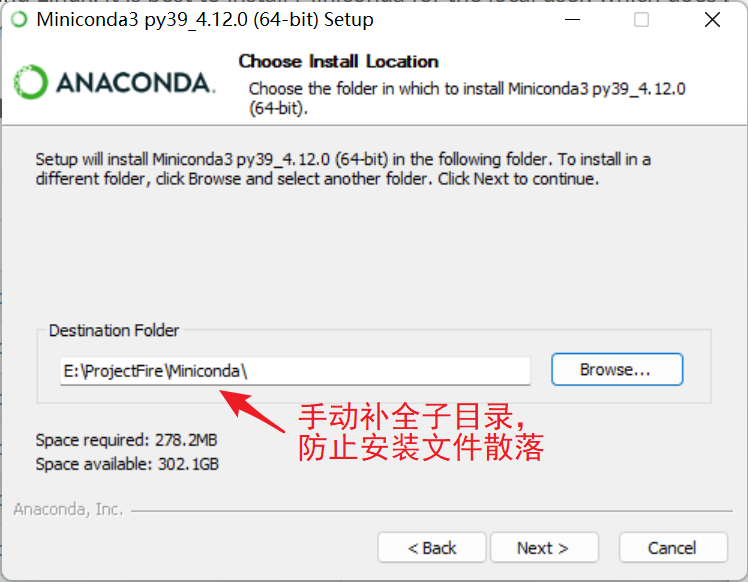 Miniconda3 py39_4.12.0 (64-bit) Setup
ANACONDA.
Choose Install Location
Choose the folder in which to install Miniconda3 py39_4.12.0
(64-bit).
Setup will install Miniconda3 py39_4.12.0 (64-bit) in the following folder. To install in a
different folder, click Browse and select another folder. Click Next to continue.
Destination Folder
E:\ProjectFire\Miniconda\
Browse...
手动补全子目录，
防止安装文件散落
Space required: 278.2MB
Space available: 302.1GB
Anaconda, Inc.
< Back
Next >
Cancel